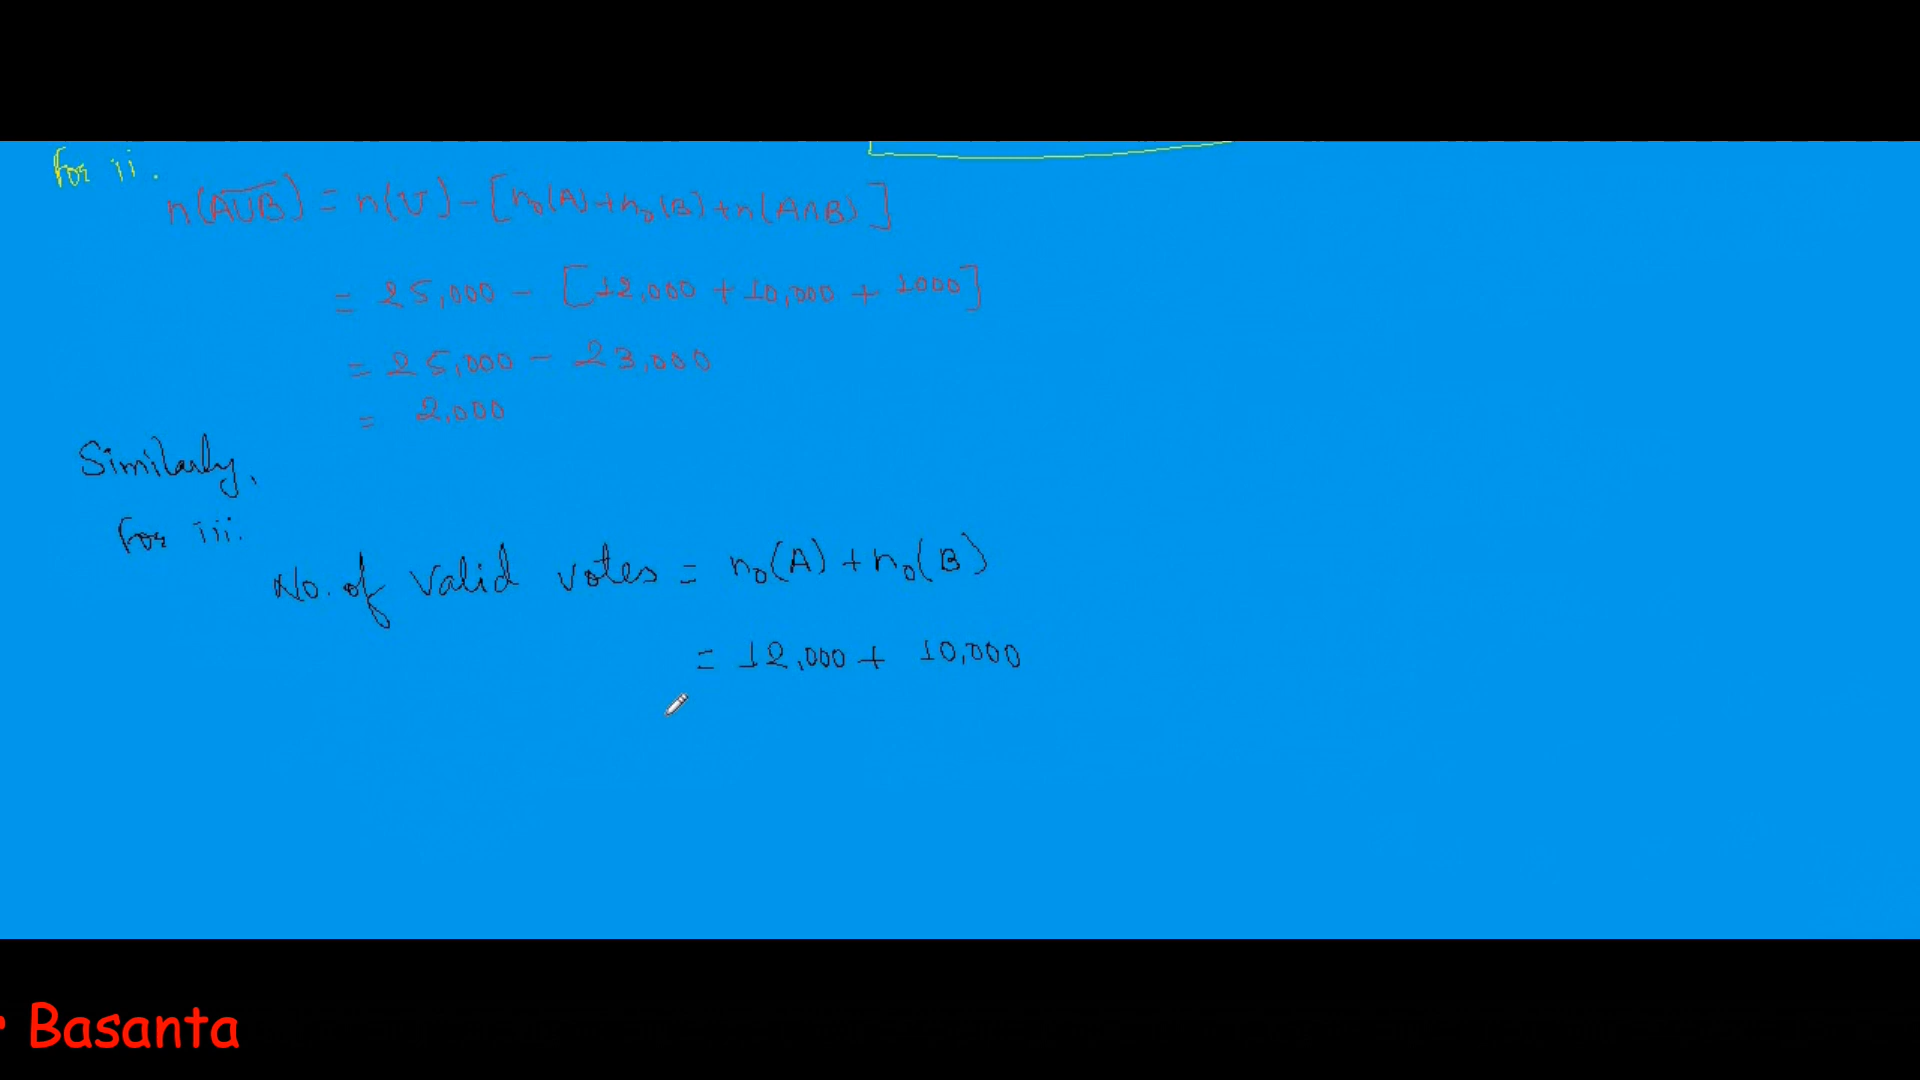 For ii.
n(A∪B)‾ = n(U) - [n₀(A) + n₀(B) + n(A∩B)]
= 25,000 - [12,000 + 10,000 + 1000]
= 25,000 - 23,000
= 2,000
Similarly,
For iii.
No. of valid votes = n₀(A) + n₀(B)
= 12,000 + 10,000
Basanta